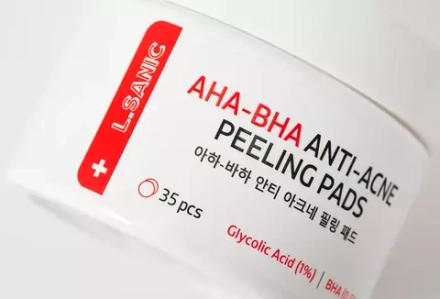 L.SANIC
AHA-BHA ANTI-ACNE
PEELING PADS
아하-바하 안티 아크네 필링 패드
35 pcs
Glycolic Acid (1%) | BHA